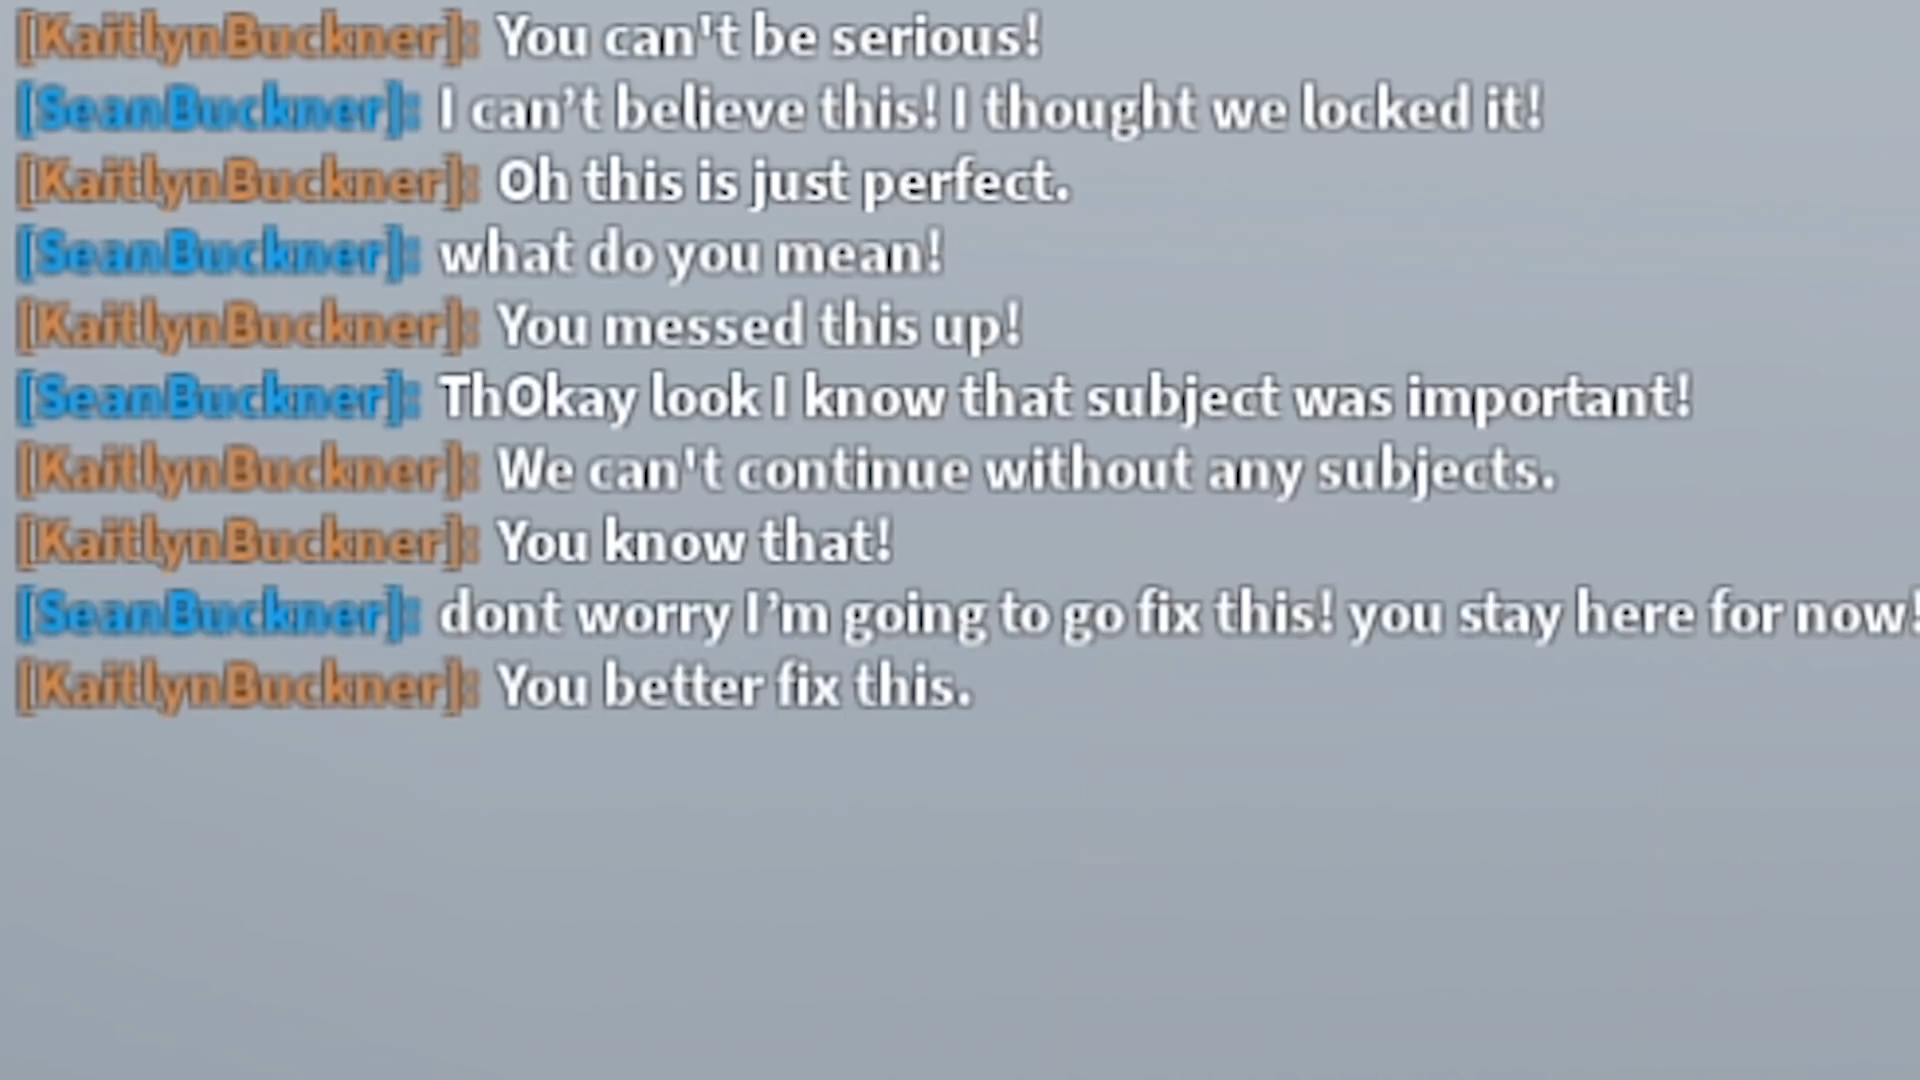 [KaitlynBuckner]: You can't be serious!
[SeanBuckner]: I can’t believe this! I thought we locked it!
[KaitlynBuckner]: Oh this is just perfect.
[SeanBuckner]: what do you mean!
[KaitlynBuckner]: You messed this up!
[SeanBuckner]: ThOkay look I know that subject was important!
[KaitlynBuckner]: We can't continue without any subjects.
[KaitlynBuckner]: You know that!
[SeanBuckner]: dont worry I’m going to go fix this! you stay here for now!
[KaitlynBuckner]: You better fix this.